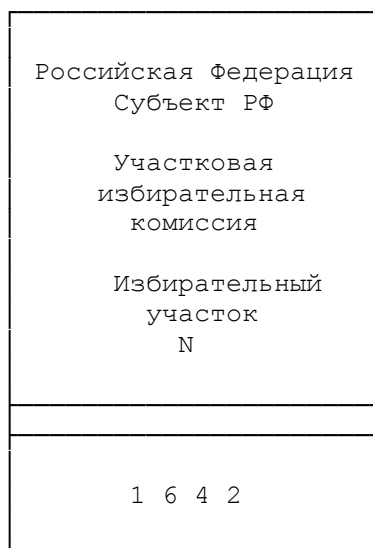 Российская Федерация
Субъект РФ
Участковая
избирательная
комиссия
Избирательный
участок
N
1 6 4 2